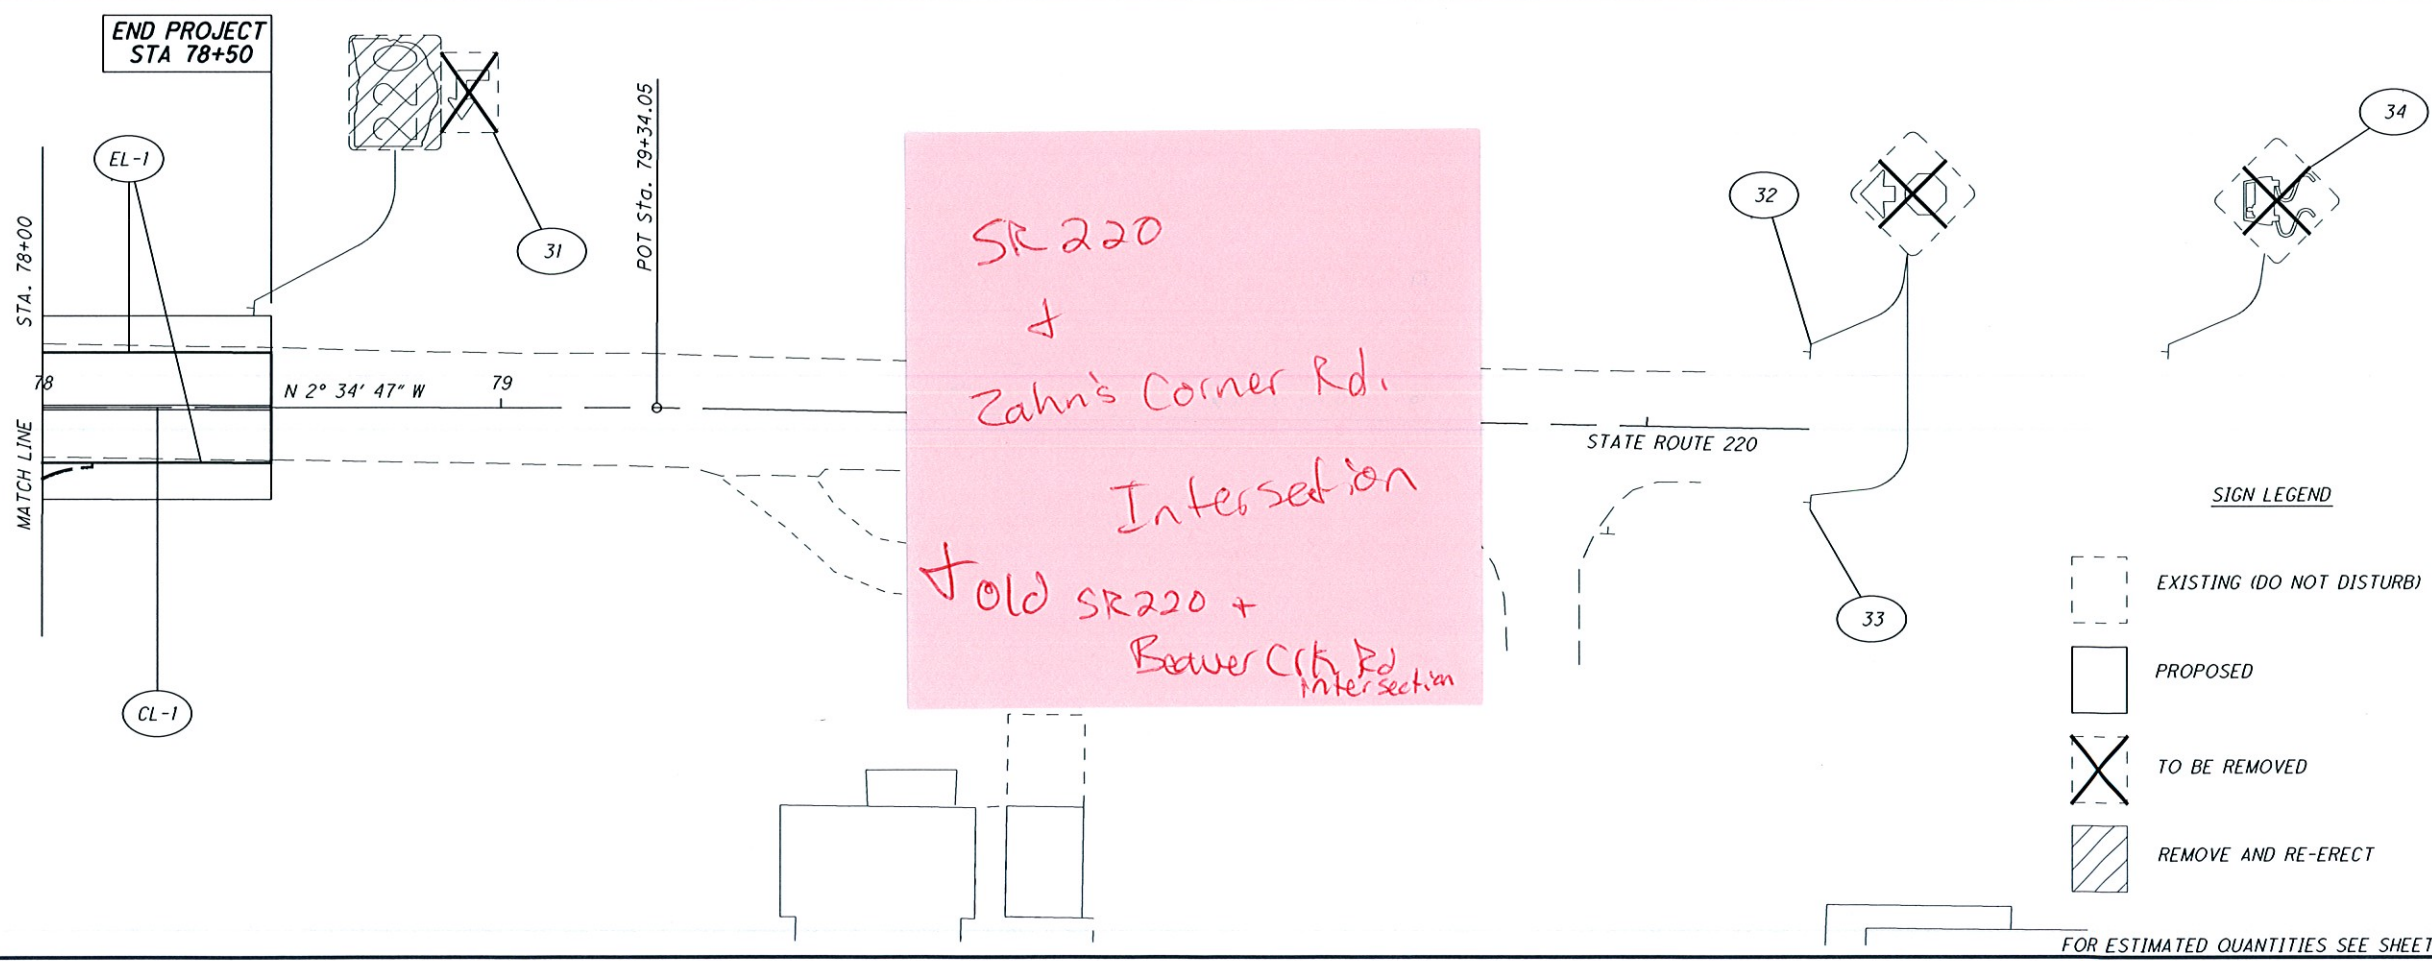 END PROJECT
STA 78+50
220
EL-1
31
POT Sta. 79+34.05
STA. 78+00
MATCH LINE
78
N 2° 34' 47" W
79
CL-1
SR 220
+
Zahn's Corner Rd.
Intersection
+ Old SR220 +
Beaver Crk Rd
intersection
32
33
34
STATE ROUTE 220
SIGN LEGEND
EXISTING (DO NOT DISTURB)
PROPOSED
TO BE REMOVED
REMOVE AND RE-ERECT
FOR ESTIMATED QUANTITIES SEE SHEET